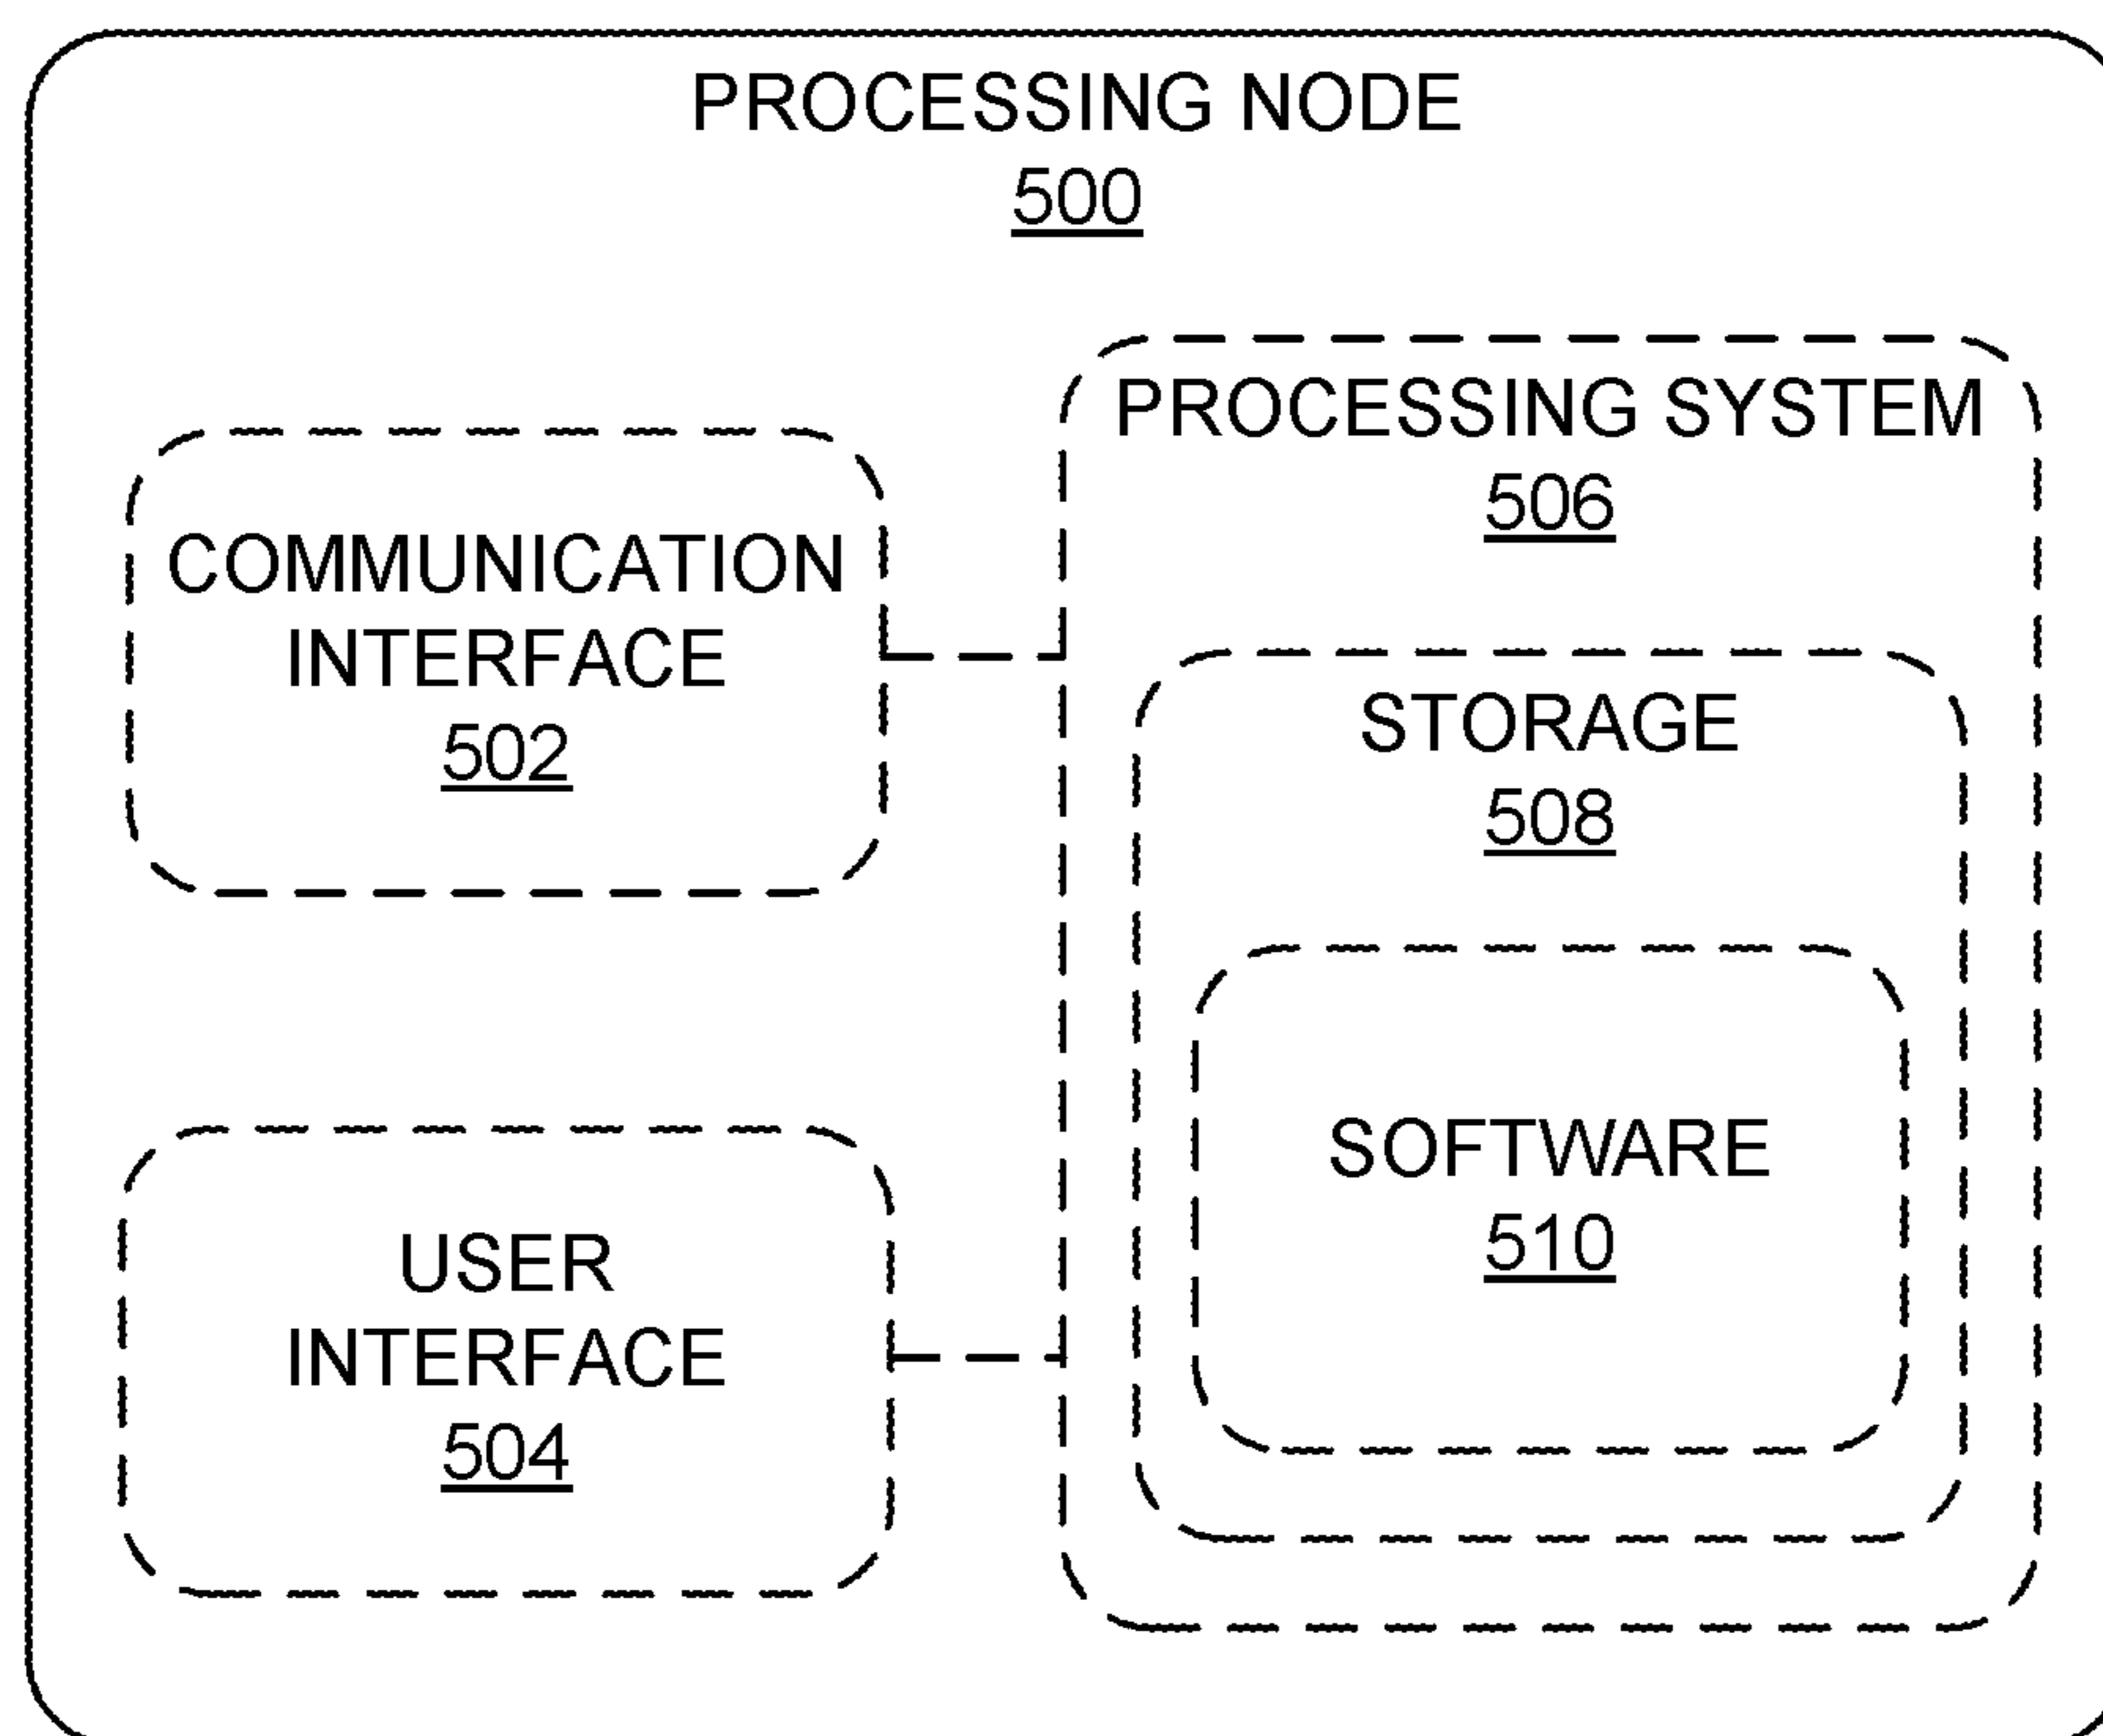 PROCESSING NODE
500
COMMUNICATION
INTERFACE
502
USER
INTERFACE
504
PROCESSING SYSTEM
506
STORAGE
508
SOFTWARE
510